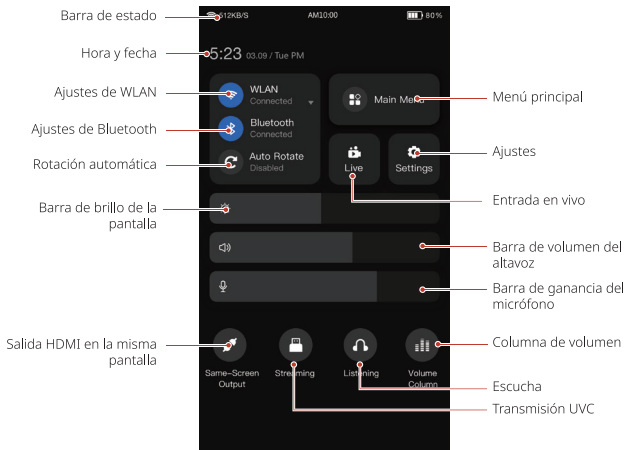 Barra de estado
Hora y fecha
Ajustes de WLAN
Ajustes de Bluetooth
Rotación automática
Barra de brillo de la
pantalla
Salida HDMI en la misma
pantalla
512KB/S AM10:00 80%
5:23 03.09 / Tue PM
WLAN
Connected
Bluetooth
Connected
Auto Rotate
Disabled
Main Menu
Live
Settings
Same-Screen
Output
Streaming
Listening
Volume
Column
Menú principal
Ajustes
Entrada en vivo
Barra de volumen del
altavoz
Barra de ganancia del
micrófono
Columna de volumen
Escucha
Transmisión UVC